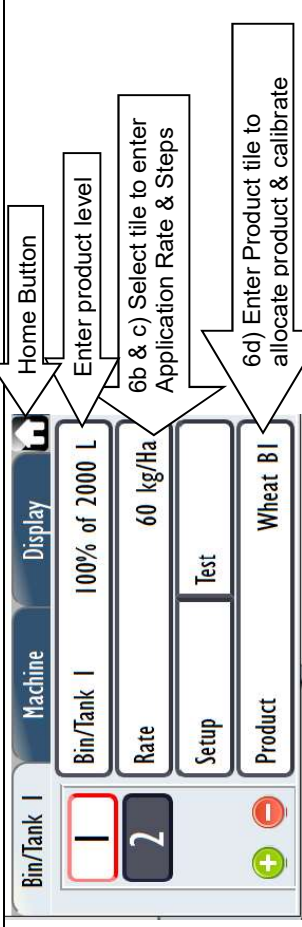 Home Button
Enter product level
6b & c) Select tile to enter
Application Rate & Steps
6d) Enter Product tile to
allocate product & calibrate
Bin/Tank 1
Machine
Display
1
2
Bin/Tank 1 100% of 2000 L
Rate 60 kg/Ha
Setup
Test
Product Wheat B1